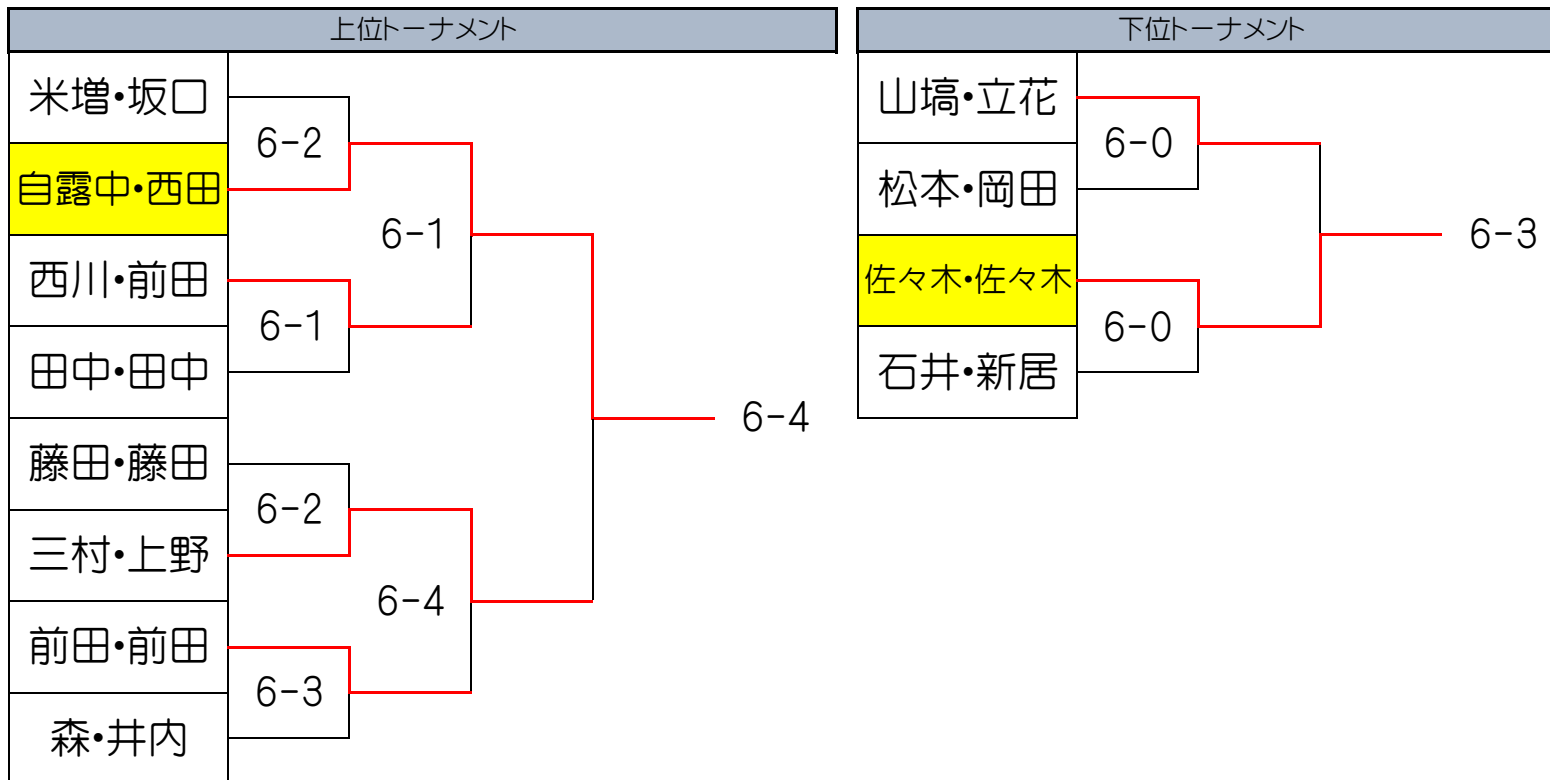 上位トーナメント
米増・坂口
6-2
自露中・西田
6-1
西川・前田
6-1
田中・田中
6-4
藤田・藤田
6-2
三村・上野
6-4
前田・前田
6-3
森・井内
下位トーナメント
山塙・立花
6-0
松本・岡田
6-3
佐々木・佐々木
6-0
石井・新居